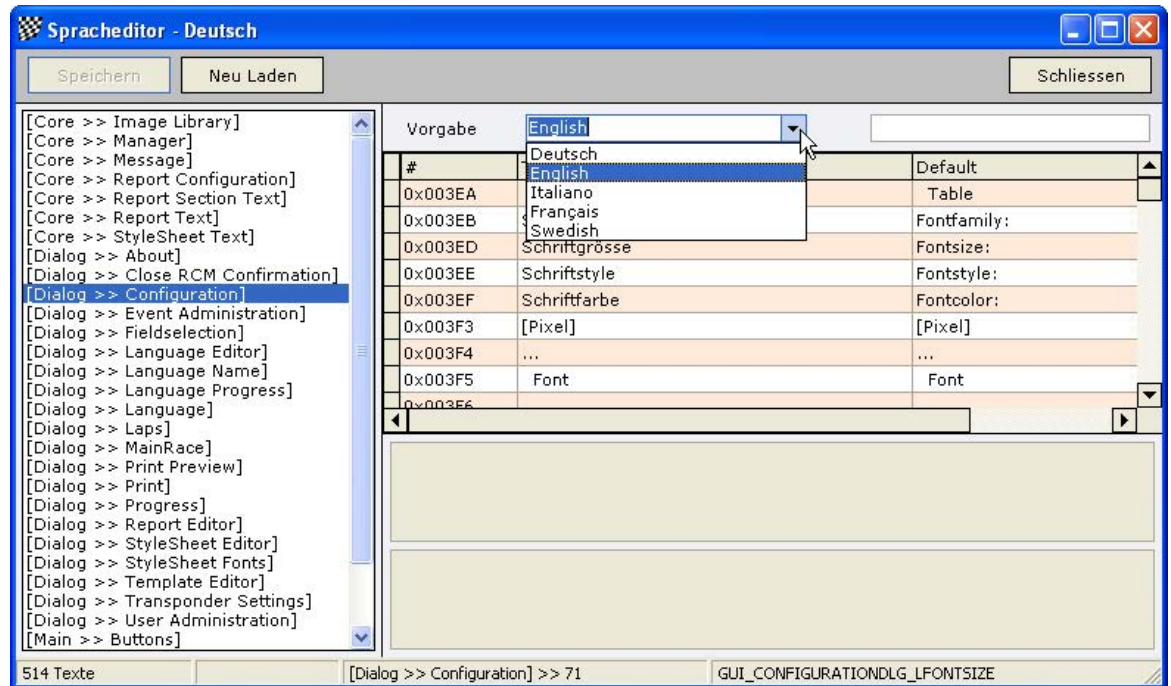 Spracheditor - Deutsch
Speichern
Neu Laden
Schliessen
[Core >> Image Library]
[Core >> Manager]
[Core >> Message]
[Core >> Report Configuration]
[Core >> Report Section Text]
[Core >> Report Text]
[Core >> StyleSheet Text]
[Dialog >> About]
[Dialog >> Close RCM Confirmation]
[Dialog >> Configuration]
[Dialog >> Event Administration]
[Dialog >> Fieldselection]
[Dialog >> Language Editor]
[Dialog >> Language Name]
[Dialog >> Language Progress]
[Dialog >> Language]
[Dialog >> Laps]
[Dialog >> MainRace]
[Dialog >> Print Preview]
[Dialog >> Print]
[Dialog >> Progress]
[Dialog >> Report Editor]
[Dialog >> StyleSheet Editor]
[Dialog >> StyleSheet Fonts]
[Dialog >> Template Editor]
[Dialog >> Transponder Settings]
[Dialog >> User Administration]
[Main >> Buttons]
Vorgabe English
Deutsch
English
Italiano
Français
Swedish
# Default
0x003EA Table
0x003EB Fontfamily:
0x003ED Schriftgrösse Fontsize:
0x003EE Schriftstyle Fontstyle:
0x003EF Schriftfarbe Fontcolor:
0x003F3 [Pixel] [Pixel]
0x003F4 ... ...
0x003F5 Font Font
0x003F6
514 Texte [Dialog >> Configuration] >> 71 GUI_CONFIGURATIONDLG_LFONTSIZE